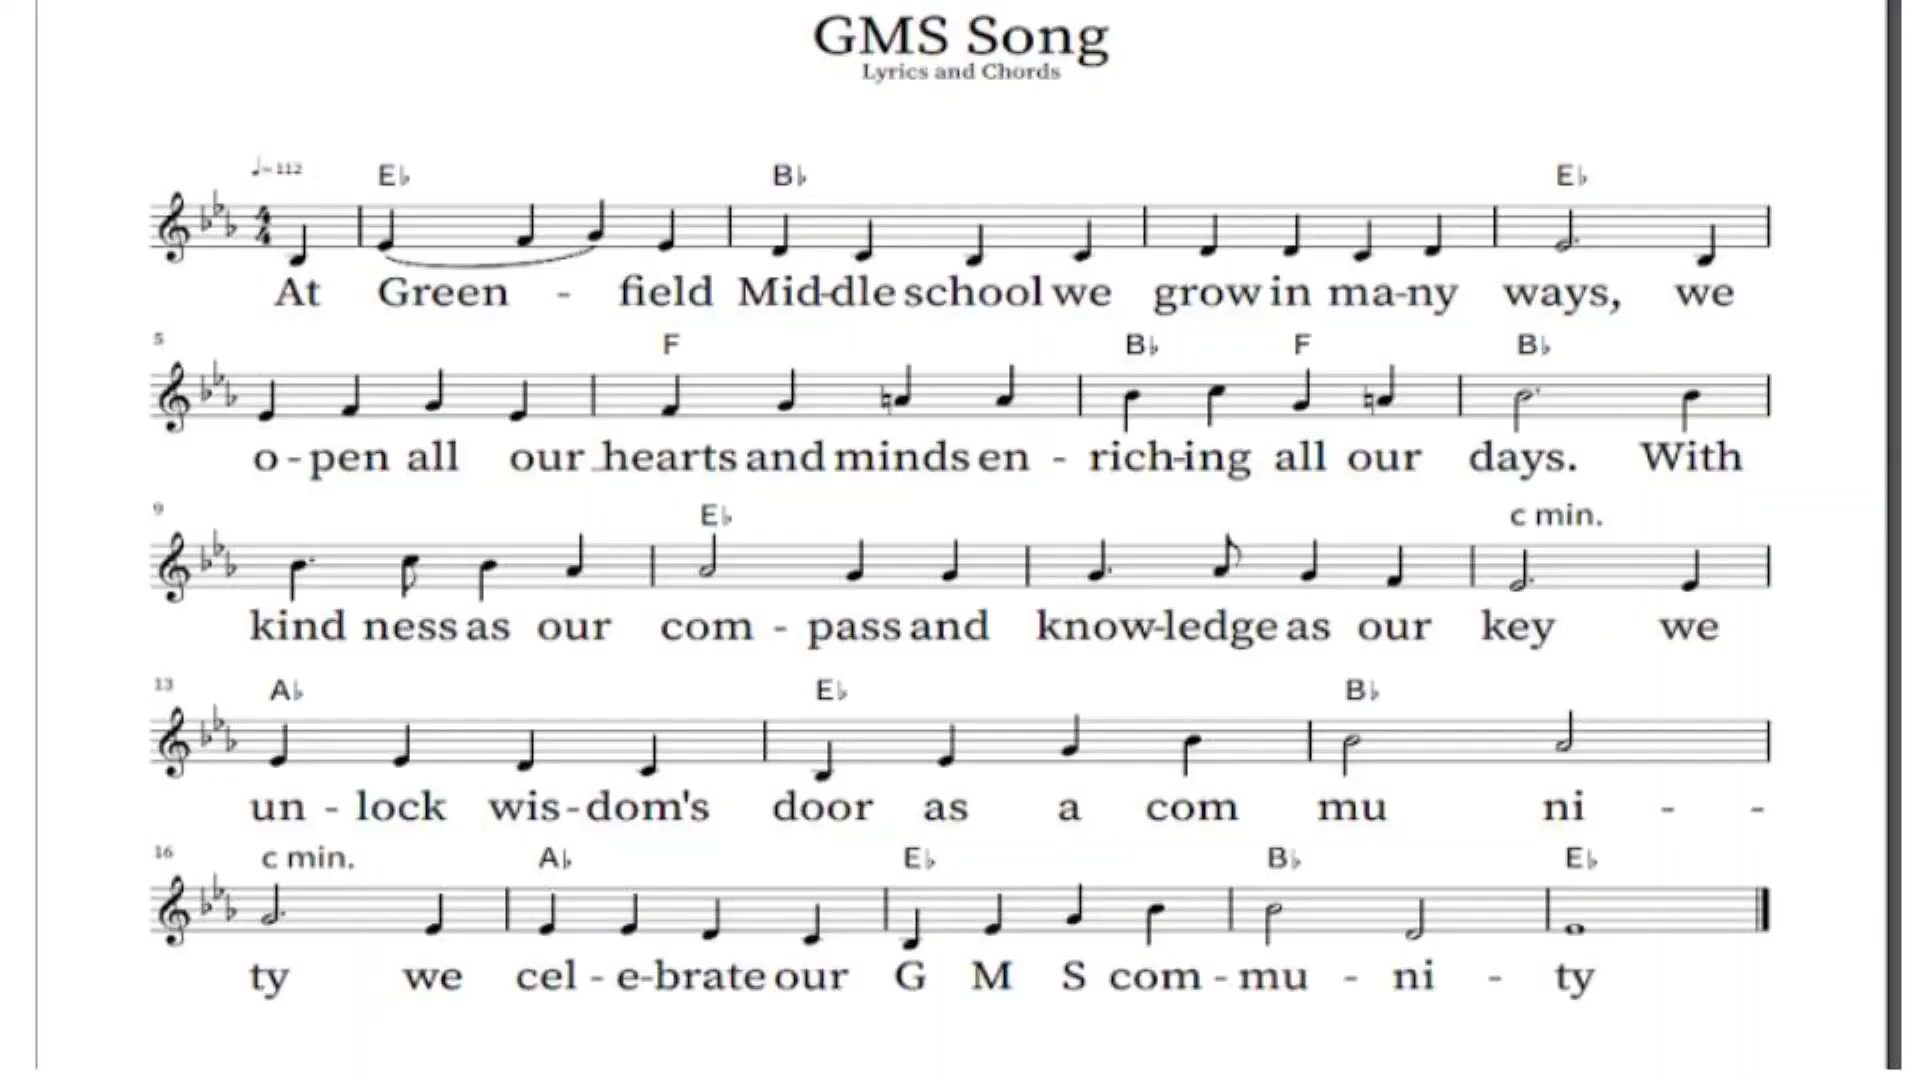 GMS Song
Lyrics and Chords
♩=112
E♭ B♭ E♭
4
4
At Green - field Mid-dle school we grow in ma-ny ways, we
5
F B♭ F B♭
o - pen all our hearts and minds en - rich-ing all our days. With
9
E♭ c min.
kind ness as our com - pass and know-ledge as our key we
13
A♭ E♭ B♭
un - lock wis-dom's door as a com mu ni - -
16
c min. A♭ E♭ B♭ E♭
ty we cel - e-brate our G M S com - mu - ni - ty